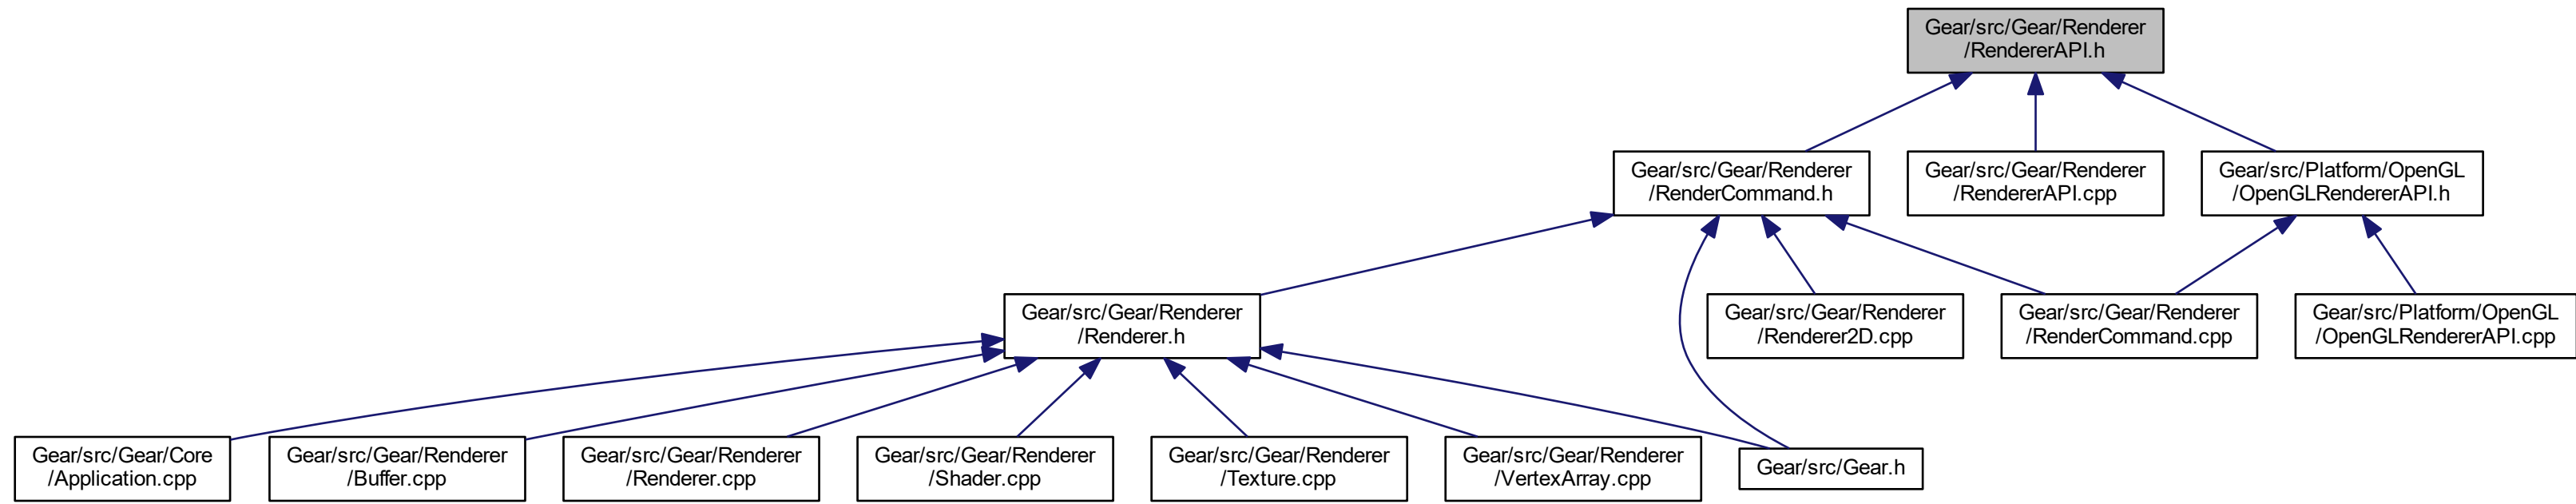 Gear/src/Gear/Renderer
/RendererAPI.h
Gear/src/Gear/Renderer
/RenderCommand.h
Gear/src/Gear/Renderer
/RendererAPI.cpp
Gear/src/Platform/OpenGL
/OpenGLRendererAPI.h
Gear/src/Gear/Renderer
/Renderer.h
Gear/src/Gear/Renderer
/Renderer2D.cpp
Gear/src/Gear/Renderer
/RenderCommand.cpp
Gear/src/Platform/OpenGL
/OpenGLRendererAPI.cpp
Gear/src/Gear/Core
/Application.cpp
Gear/src/Gear/Renderer
/Buffer.cpp
Gear/src/Gear/Renderer
/Renderer.cpp
Gear/src/Gear/Renderer
/Shader.cpp
Gear/src/Gear/Renderer
/Texture.cpp
Gear/src/Gear/Renderer
/VertexArray.cpp
Gear/src/Gear.h